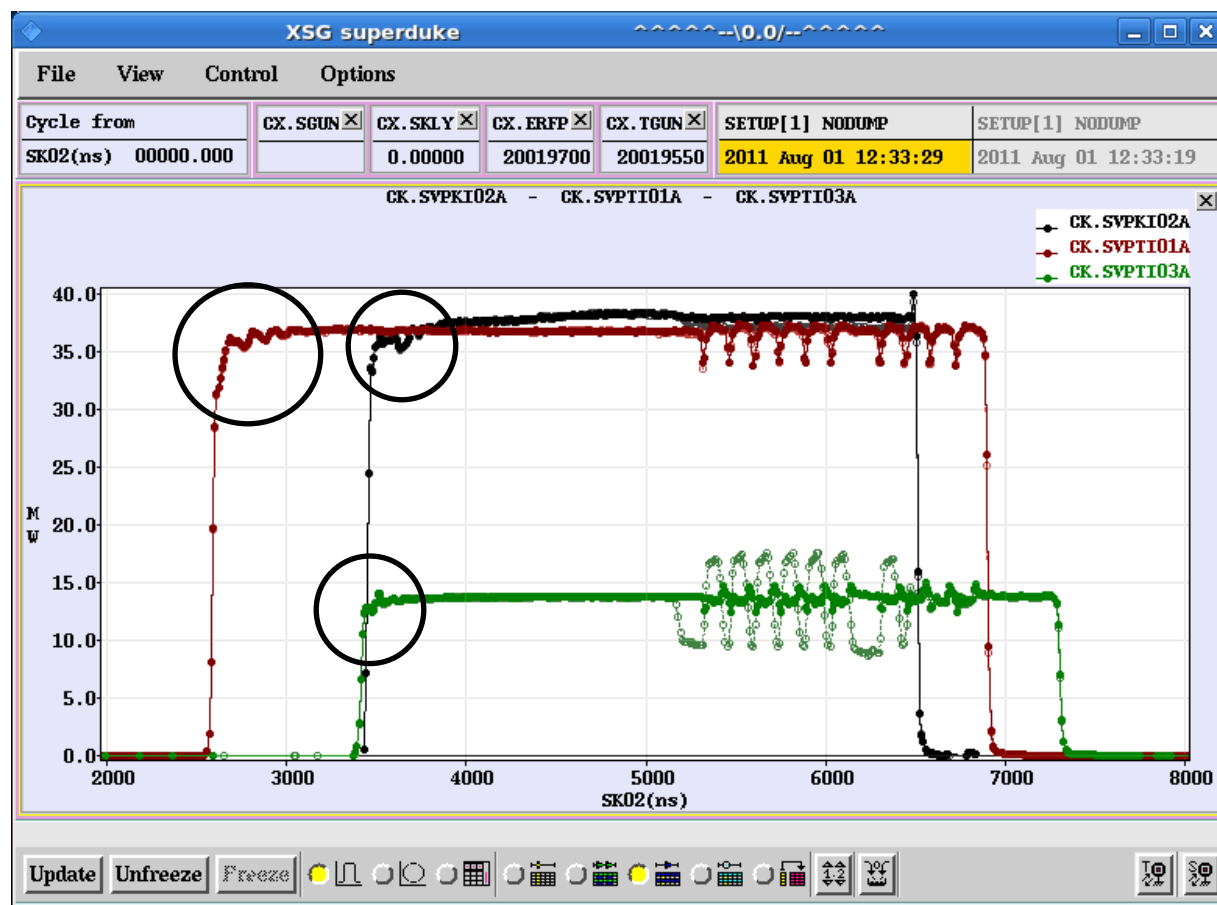 XSG superduke ^^^^^--\0.0/--^^^^^
File View Control Options
Cycle from CX.SGUN CX.SKLY CX.ERFP CX.TGUN SETUP[1] NODUMP SETUP[1] NODUMP
SK02(ns) 00000.000 0.00000 20019700 20019550 2011 Aug 01 12:33:29 2011 Aug 01 12:33:19
CK.SVPKI02A - CK.SVPTI01A - CK.SVPTI03A
CK.SVPKI02A
CK.SVPTI01A
CK.SVPTI03A
40.0
35.0
30.0
25.0
MW
20.0
15.0
10.0
5.0
0.0
2000 3000 4000 5000 6000 7000 8000
SK02(ns)
Update Unfreeze Freeze